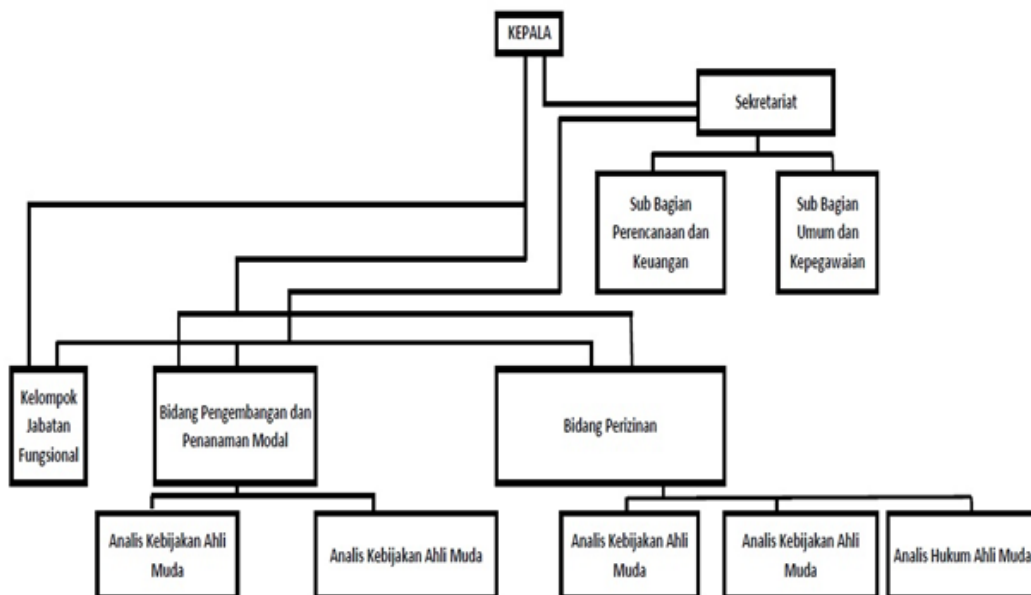 KEPALA
Sekretariat
Sub Bagian
Perencanaan dan
Keuangan
Sub Bagian
Umum dan
Kepegawaian
Kelompok
Jabatan
Fungsional
Bidang Pengembangan dan
Penanaman Modal
Bidang Perizinan
Analis Kebijakan Ahli
Muda
Analis Kebijakan Ahli Muda
Analis Kebijakan Ahli
Muda
Analis Kebijakan Ahli
Muda
Analis Hukum Ahli Muda